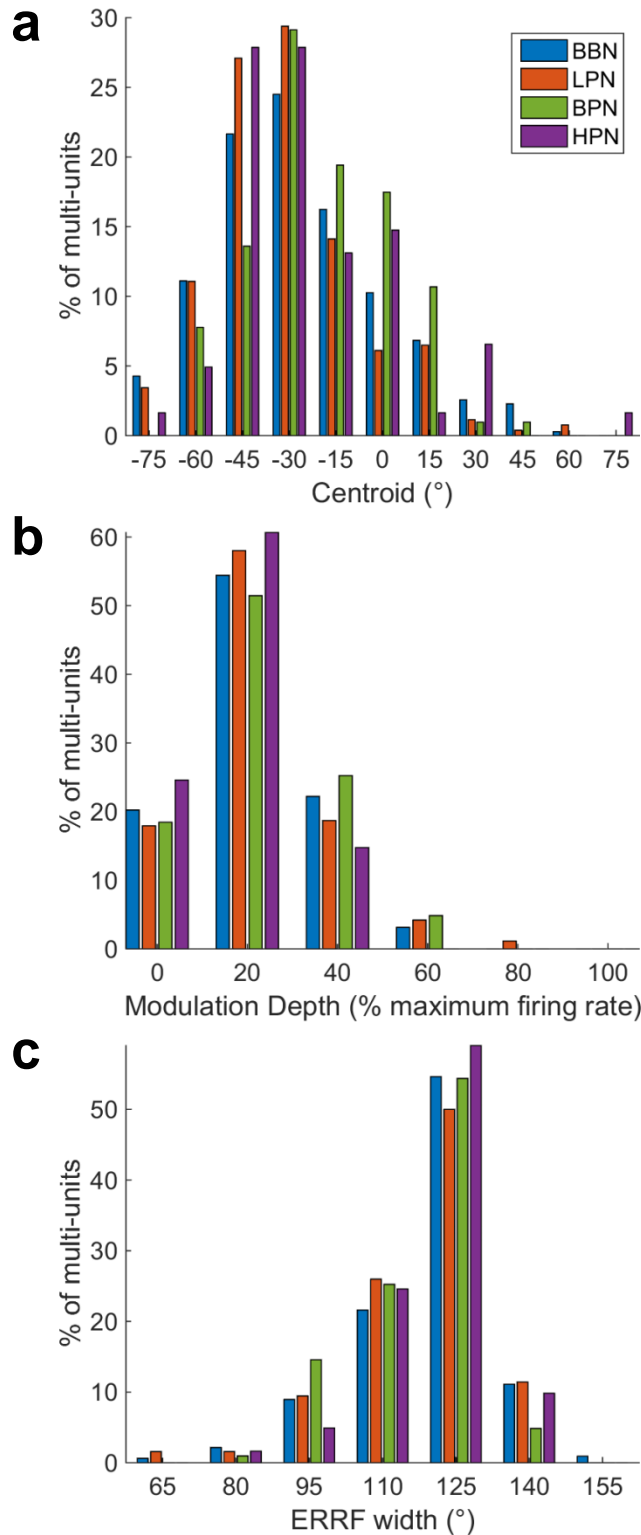 a
30
25
20
15
10
5
0
% of multi-units
BBN
LPN
BPN
HPN
-75 -60 -45 -30 -15 0 15 30 45 60 75
Centroid (°)
b
60
50
40
30
20
10
0
% of multi-units
0 20 40 60 80 100
Modulation Depth (% maximum firing rate)
c
50
40
30
20
10
0
% of multi-units
65 80 95 110 125 140 155
ERRF width (°)